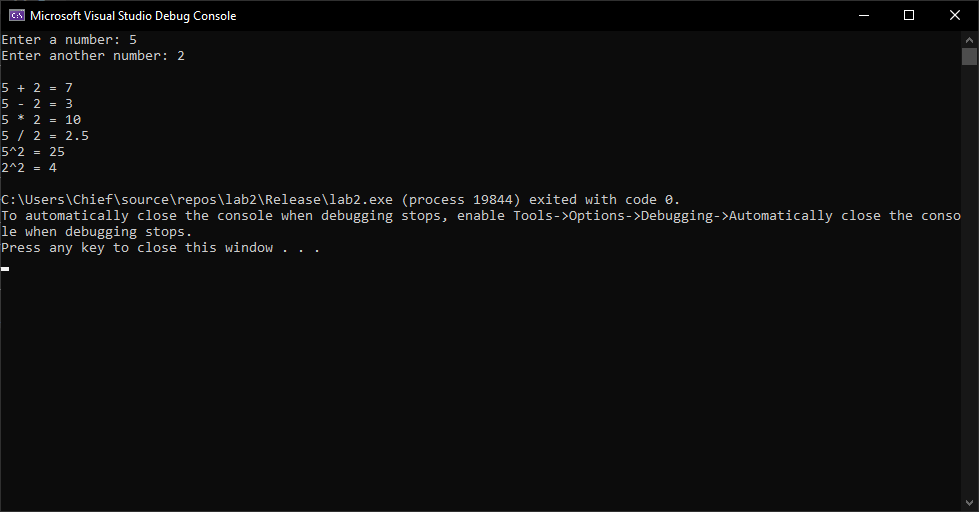 Microsoft Visual Studio Debug Console
Enter a number: 5
Enter another number: 2
5 + 2 = 7
5 - 2 = 3
5 * 2 = 10
5 / 2 = 2.5
5^2 = 25
2^2 = 4
C:\Users\Chief\source\repos\lab2\Release\lab2.exe (process 19844) exited with code 0.
To automatically close the console when debugging stops, enable Tools->Options->Debugging->Automatically close the conso
le when debugging stops.
Press any key to close this window . . .